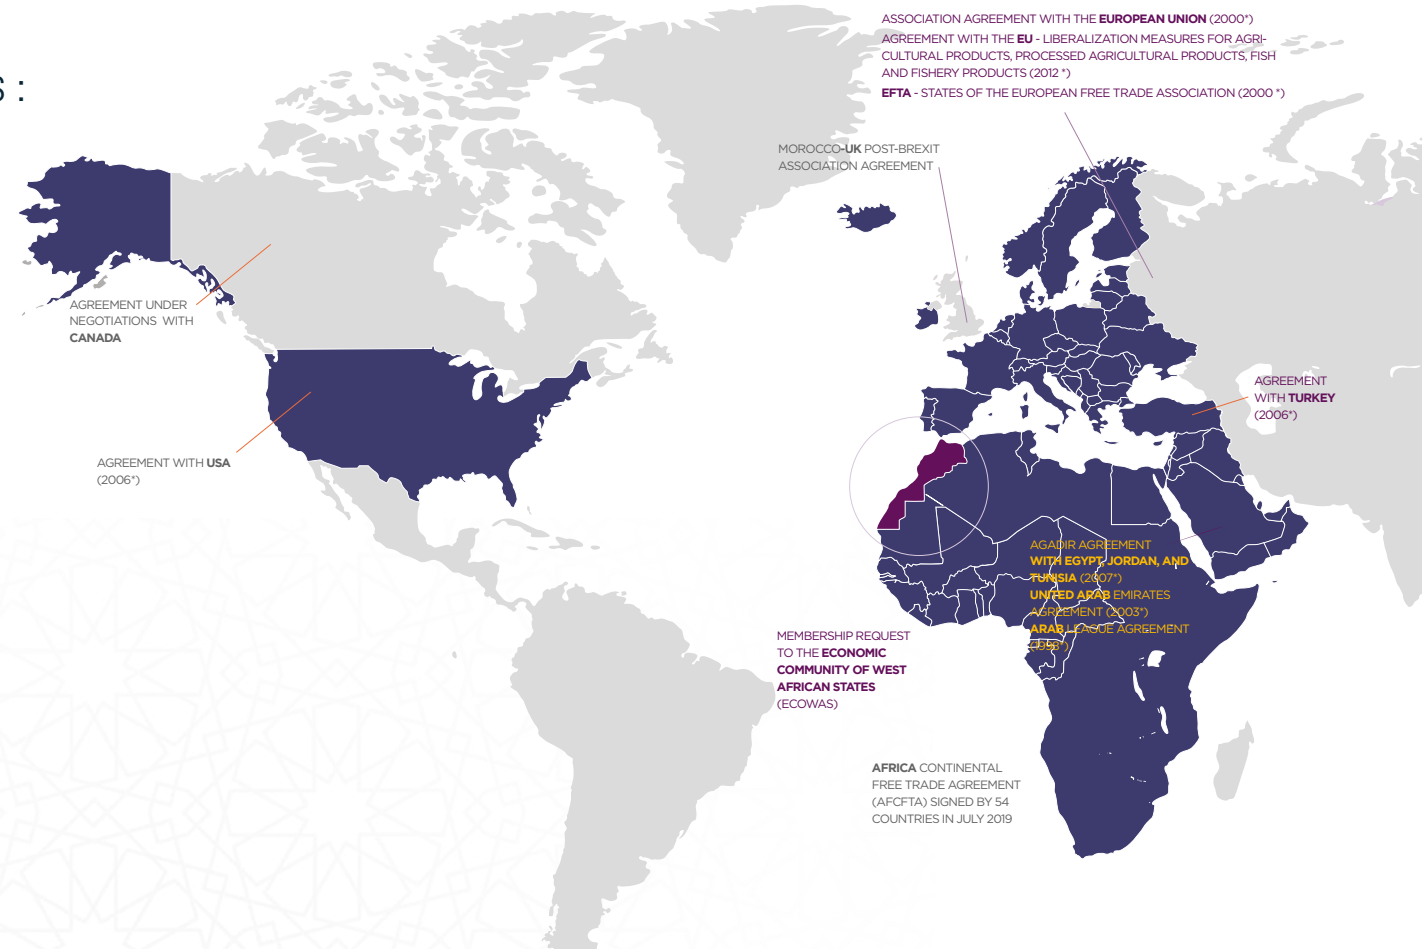 S :
ASSOCIATION AGREEMENT WITH THE EUROPEAN UNION (2000*)
AGREEMENT WITH THE EU - LIBERALIZATION MEASURES FOR AGRI-
CULTURAL PRODUCTS, PROCESSED AGRICULTURAL PRODUCTS, FISH
AND FISHERY PRODUCTS (2012 *)
EFTA - STATES OF THE EUROPEAN FREE TRADE ASSOCIATION (2000 *)
MOROCCO-UK POST-BREXIT
ASSOCIATION AGREEMENT
AGREEMENT UNDER
NEGOTIATIONS WITH
CANADA
AGREEMENT
WITH TURKEY
(2006*)
AGREEMENT WITH USA
(2006*)
AGADIR AGREEMENT
WITH EGYPT, JORDAN, AND
TUNISIA (2007*)
UNITED ARAB EMIRATES
AGREEMENT (2003*)
ARAB LEAGUE AGREEMENT
(1998*)
MEMBERSHIP REQUEST
TO THE ECONOMIC
COMMUNITY OF WEST
AFRICAN STATES
(ECOWAS)
AFRICA CONTINENTAL
FREE TRADE AGREEMENT
(AFCFTA) SIGNED BY 54
COUNTRIES IN JULY 2019